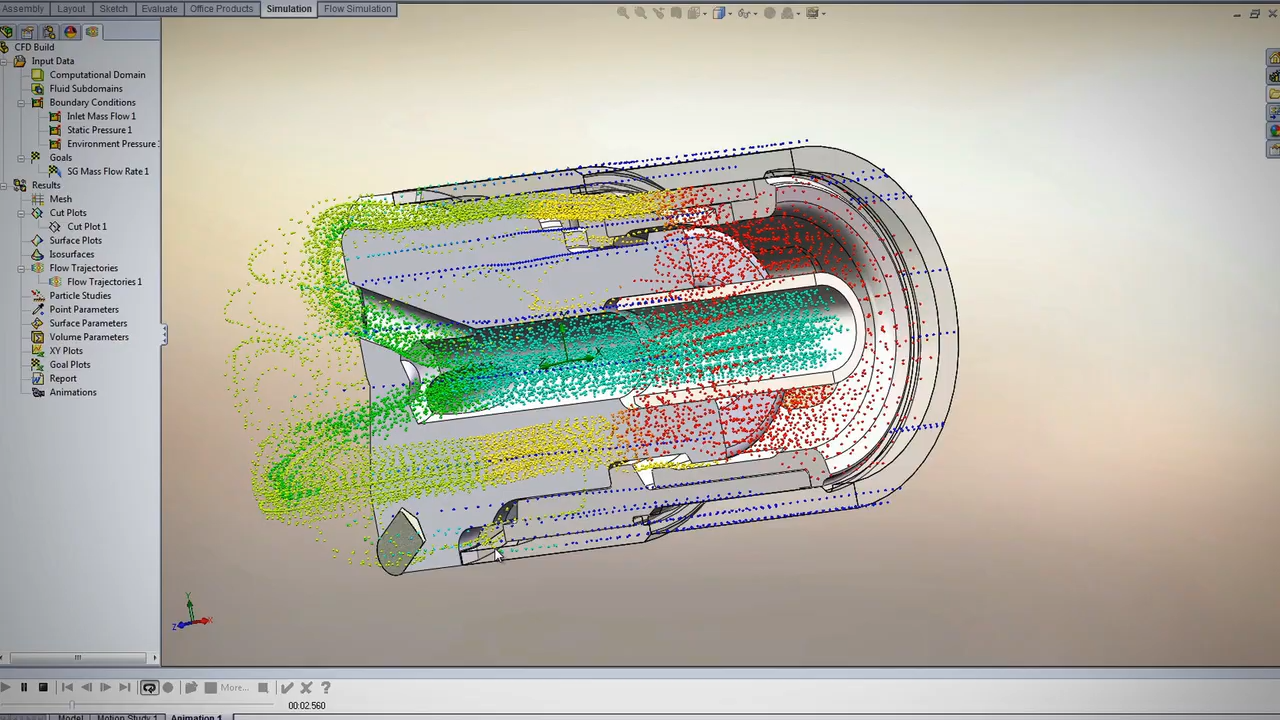 Assembly Layout Sketch Evaluate Office Products Simulation Flow Simulation
CFD Build
Input Data
Computational Domain
Fluid Subdomains
Boundary Conditions
Inlet Mass Flow 1
Static Pressure 1
Environment Pressure
Goals
SG Mass Flow Rate 1
Results
Mesh
Cut Plots
Cut Plot 1
Surface Plots
Isosurfaces
Flow Trajectories
Flow Trajectories 1
Particle Studies
Point Parameters
Surface Parameters
Volume Parameters
XY Plots
Goal Plots
Report
Animations
Y
Z X
More...
00:02.560
Model Motion Study 1 Animation 1